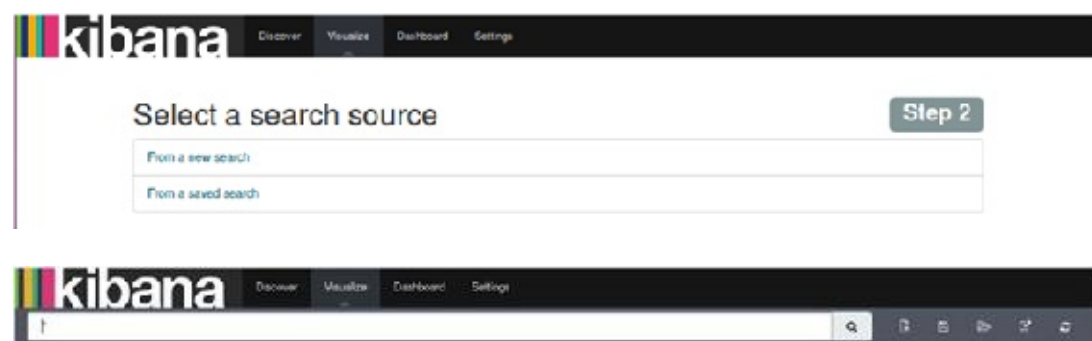 kibana Discover Visualize Dashboard Settings
Select a search source Step 2
From a new search
From a saved search
kibana Discover Visualize Dashboard Settings